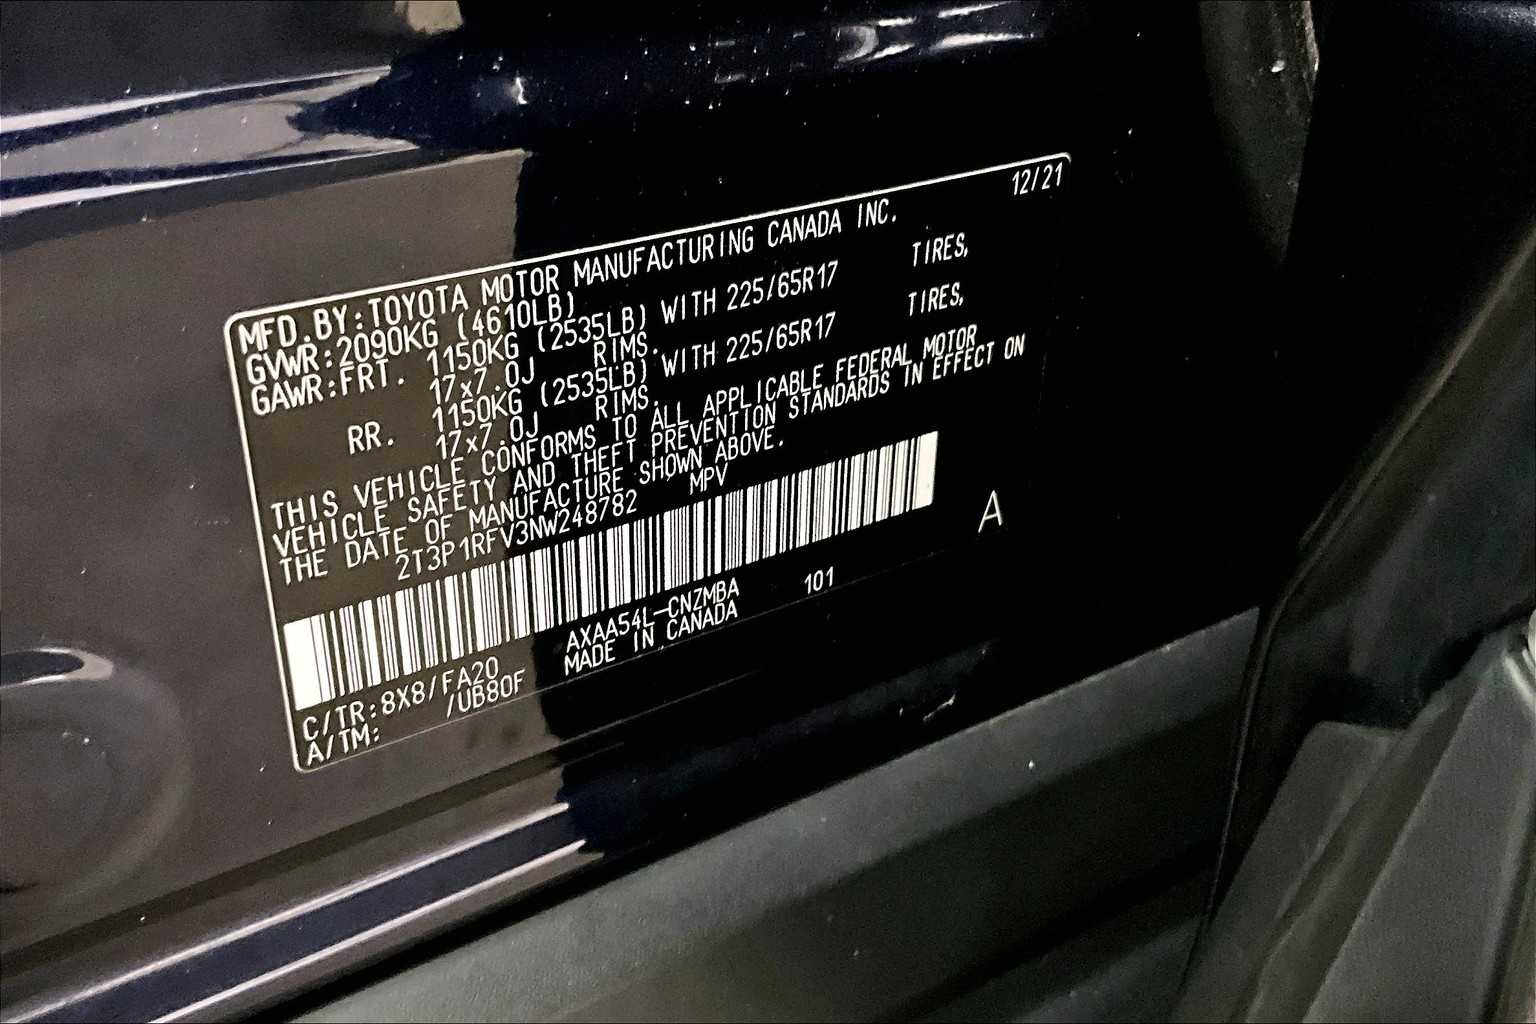 12/21
MFD. BY: TOYOTA MOTOR MANUFACTURING CANADA INC.
GVWR: 2090KG (4610LB)
GAWR: FRT. 1150KG (2535LB) WITH 225/65R17 TIRES,
17x7.0J RIMS.
RR. 1150KG (2535LB) WITH 225/65R17 TIRES,
17x7.0J RIMS.
THIS VEHICLE CONFORMS TO ALL APPLICABLE FEDERAL MOTOR
VEHICLE SAFETY AND THEFT PREVENTION STANDARDS IN EFFECT ON
THE DATE OF MANUFACTURE SHOWN ABOVE.
2T3P1RFV3NW248782 MPV
A
AXAA54L-CNZMBA 101
MADE IN CANADA
C/TR: 8X8/FA20
A/TM: /UB80F